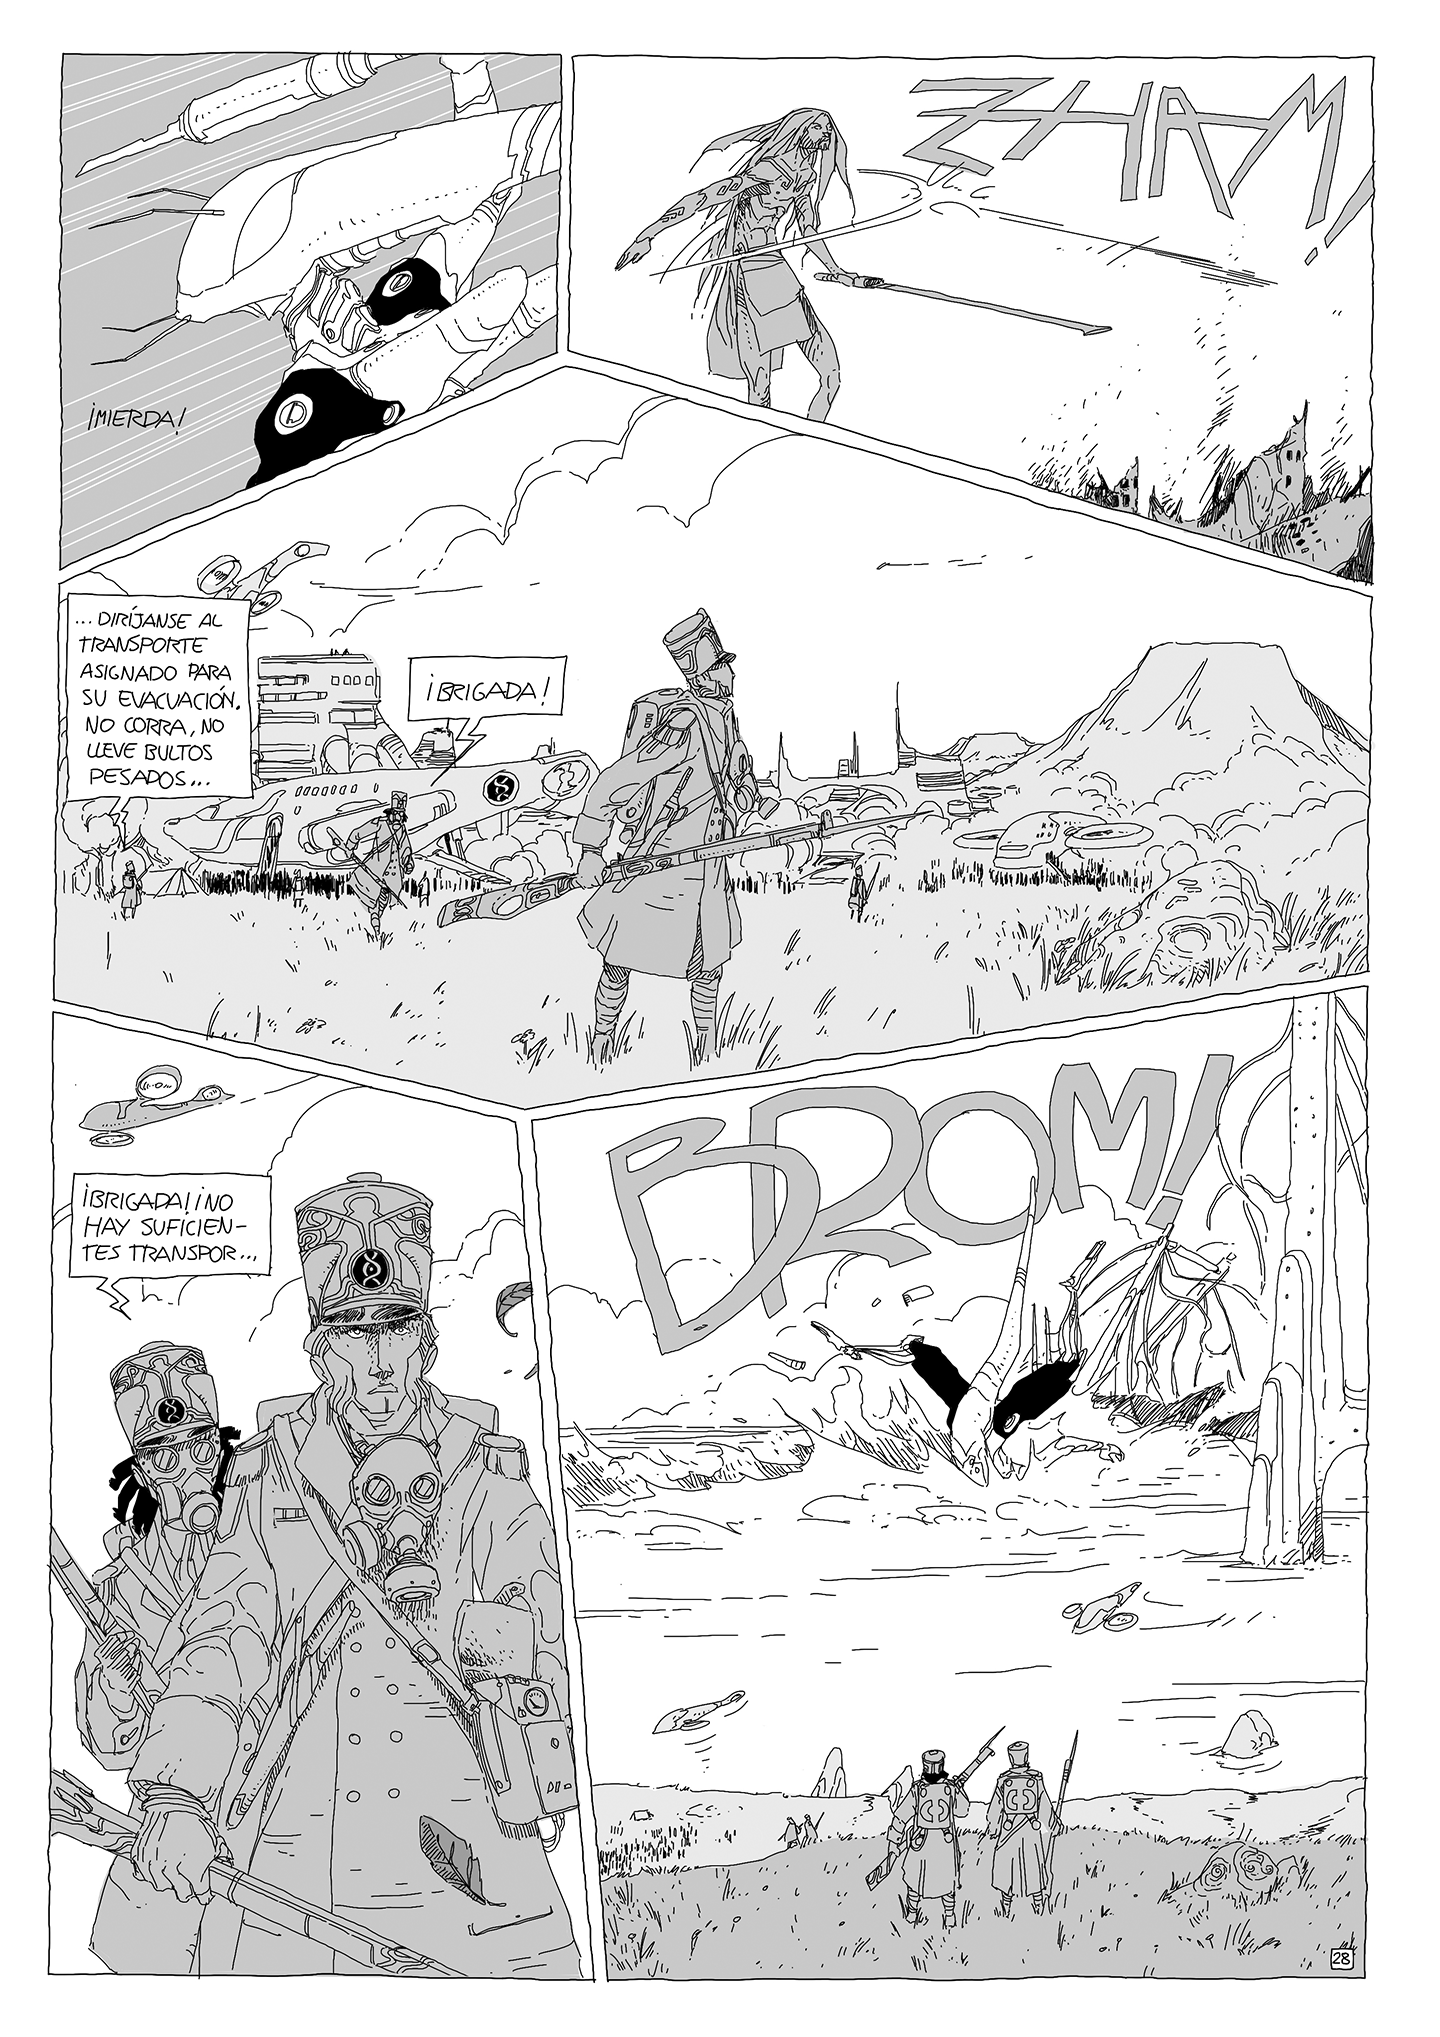 ¡MIERDA!
ZHAM!
...DIRÍJANSE AL
TRANSPORTE
ASIGNADO PARA
SU EVACUACIÓN.
NO CORRA, NO
LLEVE BULTOS
PESADOS...
¡BRIGADA!
¡BRIGADA! ¡NO
HAY SUFICIEN-
TES TRANSPOR...
BROM!
28